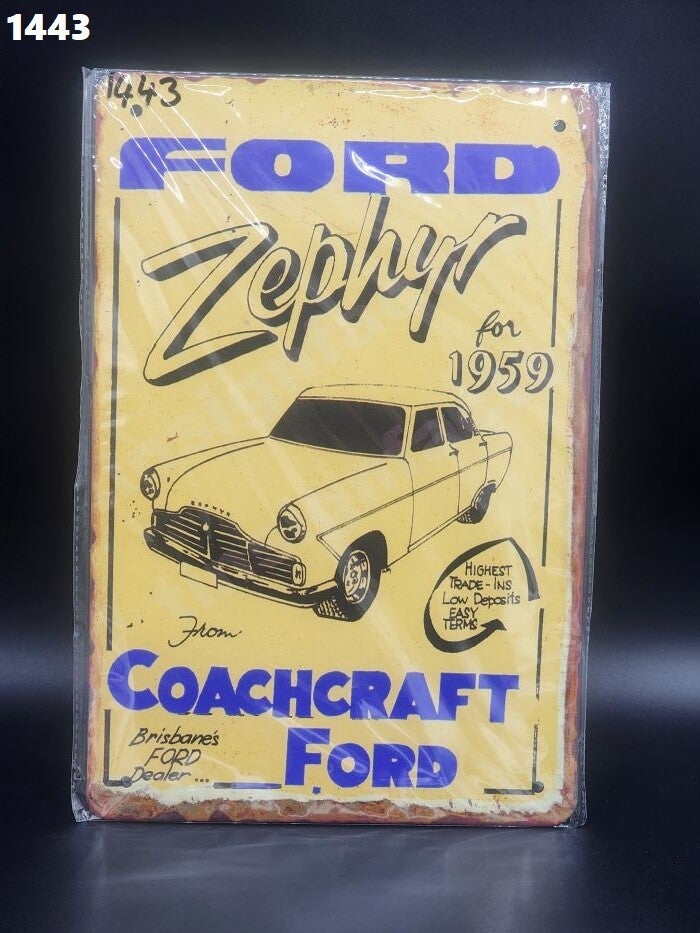 1443
1443
FORD
Zephyr
for
1959
ZEPHYR
HIGHEST
TRADE-INS
Low Deposits
EASY
TERMS
From
COACHCRAFT
FORD
Brisbane's
FORD
Dealer...